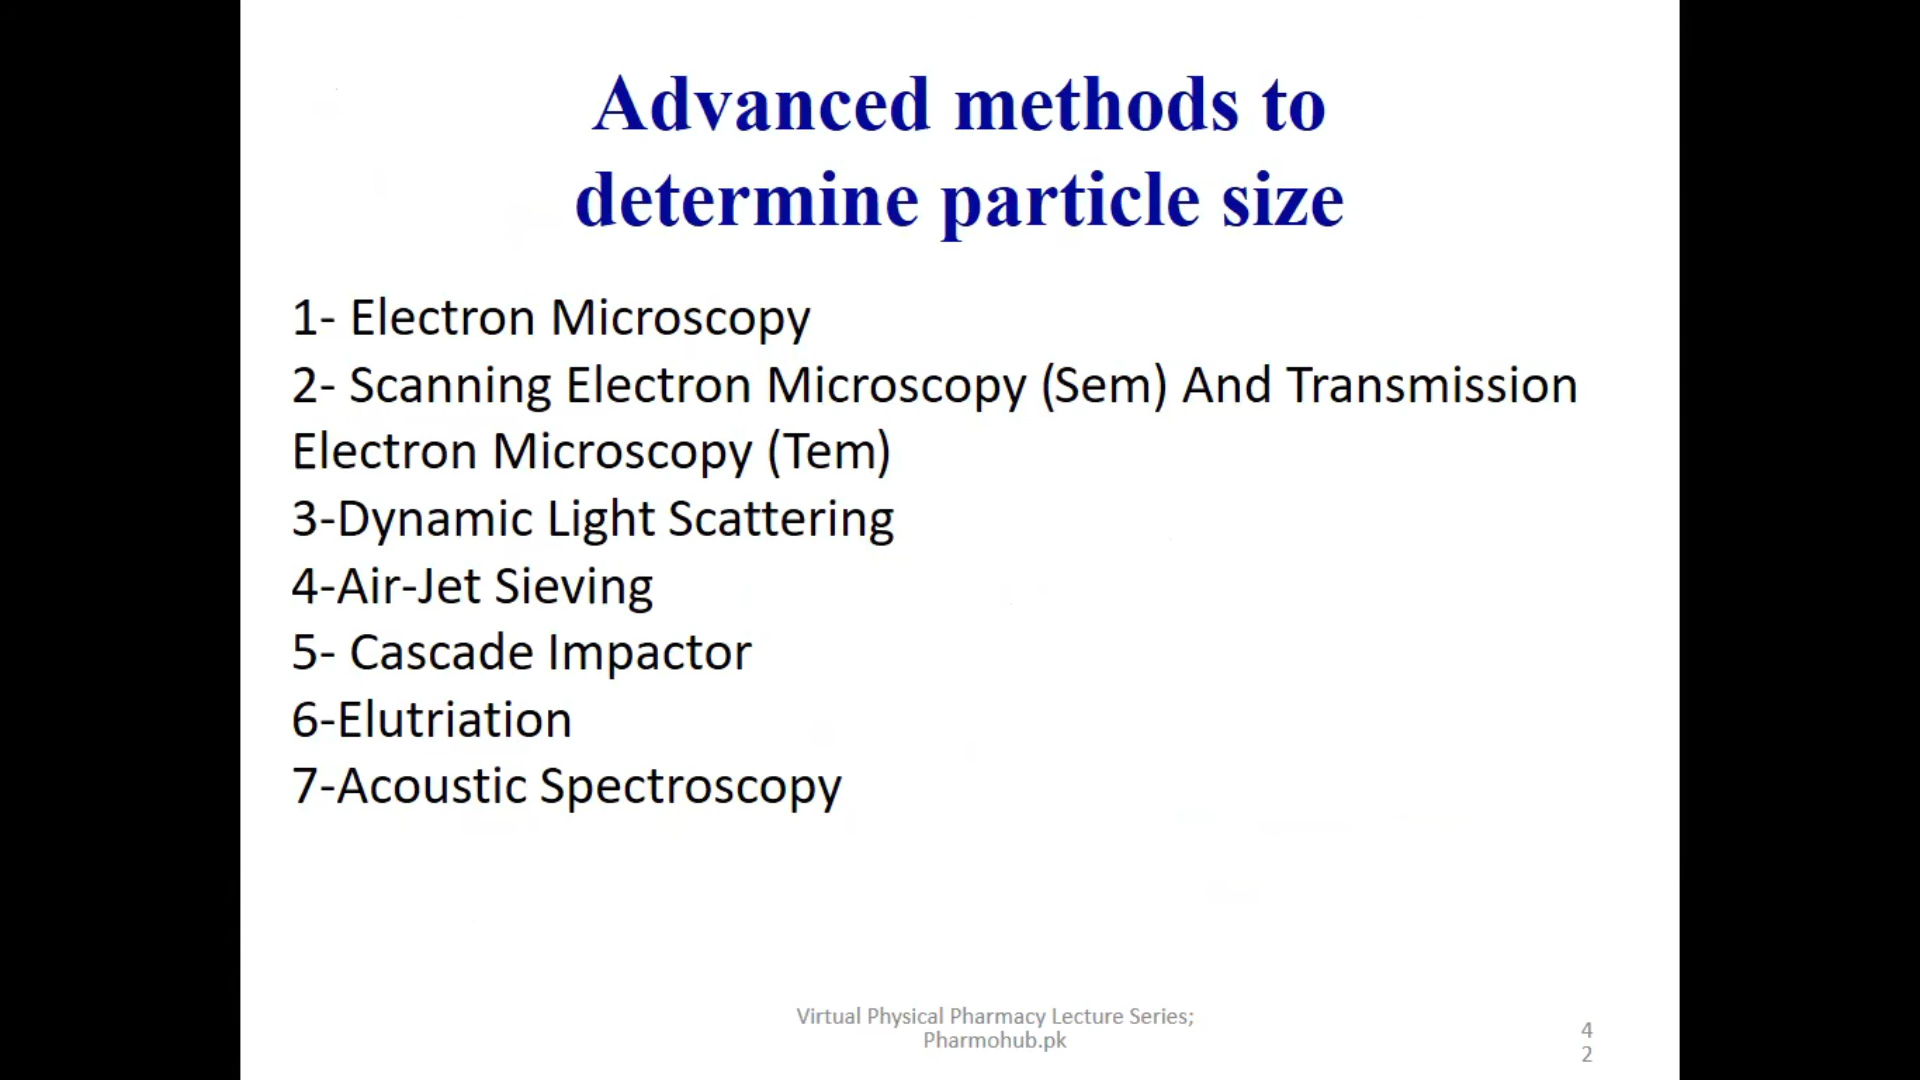 Advanced methods to
determine particle size
1- Electron Microscopy
2- Scanning Electron Microscopy (Sem) And Transmission
Electron Microscopy (Tem)
3-Dynamic Light Scattering
4-Air-Jet Sieving
5- Cascade Impactor
6-Elutriation
7-Acoustic Spectroscopy
Virtual Physical Pharmacy Lecture Series;
Pharmohub.pk
4
2